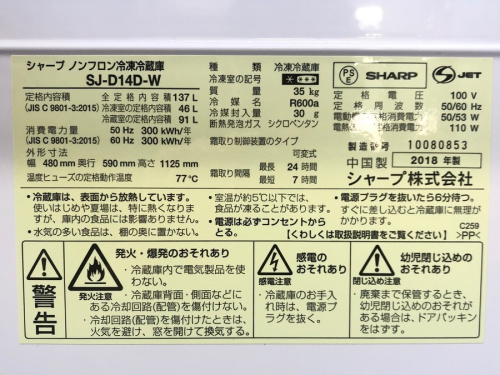 シャープ ノンフロン冷凍冷蔵庫
SJ-D14D-W
定格内容積 全定格内容積 137 L
(JIS C 9801-3:2015) 冷凍室の定格内容積 46 L
冷蔵室の定格内容積 91 L
消費電力量 50 Hz 300 kWh/年
(JIS C 9801-3:2015) 60 Hz 300 kWh/年
外形寸法
幅 480 mm 奥行 590 mm 高さ 1125 mm
温度ヒューズの定格動作温度 77℃
種類 冷凍冷蔵庫
冷凍室の記号
質量 35 kg
冷媒名 R600a
冷媒封入量 30 g
断熱発泡ガス シクロペンタン
霜取り制御装置のタイプ
可変式
霜取り間隔 最長 24 時間
最短 7 時間
PS
E
SHARP
JET
定格電圧 100 V
定格周波数 50/60 Hz
電動機定格消費電力 50/53 W
電熱装置定格消費電力 110 W
製造番号 10080853
中国製 2018 年製
シャープ株式会社
・冷蔵庫は、表面から放熱しています。
使いはじめや夏場は、特に熱くなりますが、庫内の食品には影響ありません。
・水気の多い食品は、棚の奥に置かない。
・室温が約5℃以下では、
食品が凍ることがあります。
・電源は必ずコンセントから
とる。
・電源プラグを抜いたら6分待つ。
すぐに差し込むと冷蔵庫に無理が
かかります。
【くわしくは取扱説明書をご覧ください】
C259
>PP<
警告
発火・爆発のおそれあり
発火注意
・冷蔵庫内で電気製品を使わない。
・冷蔵庫背面・側面などにある冷却回路(配管)を傷付けない。
・冷却回路(配管)を傷付けたときは、
火気を避け、窓を開けて換気する。
感電の
おそれあり
感電注意
・冷蔵庫のお手入れ時は、電源プラグを抜く。
幼児閉じ込めの
おそれあり
閉じ込め注意
・廃棄まで保管するとき、
幼児閉じ込めのおそれがある場合は、ドアパッキンをはずす。